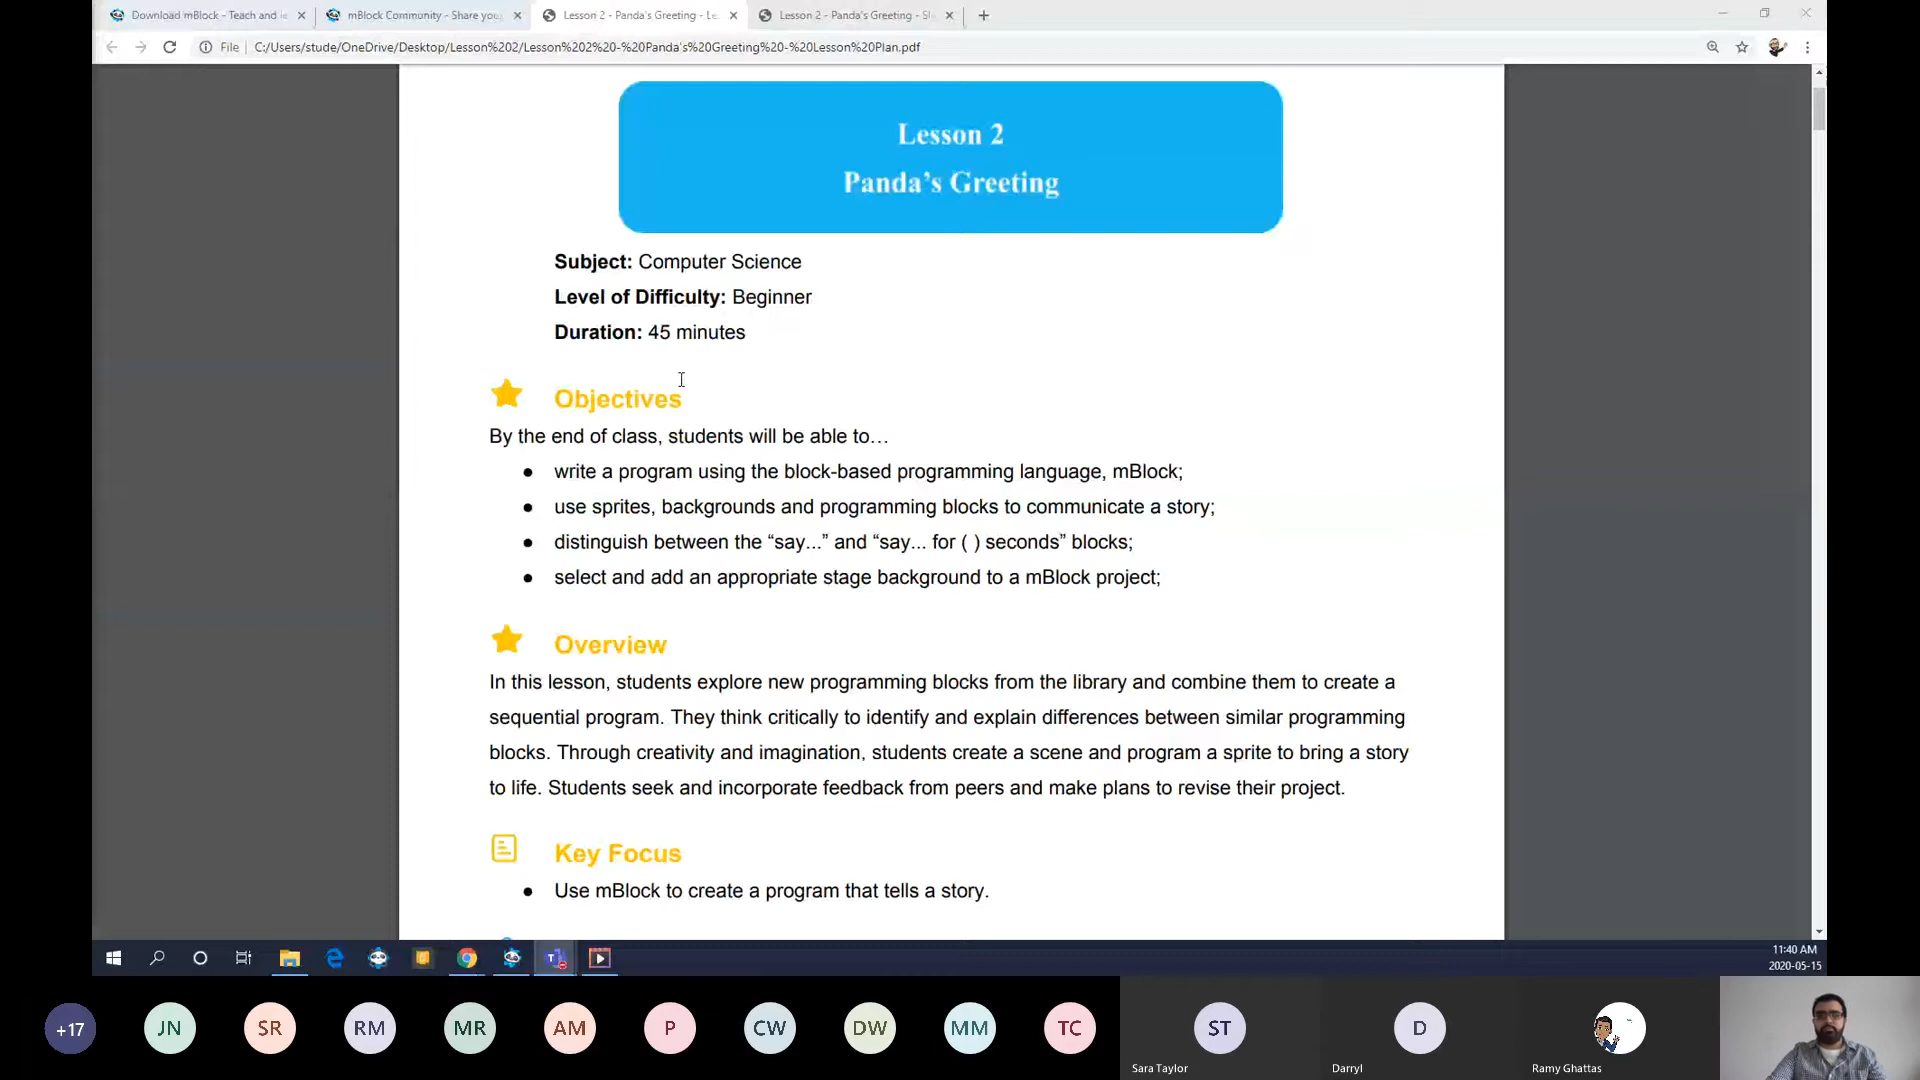 Download mBlock - Teach and le
mBlock Community - Share you
Lesson 2 - Panda's Greeting - Le
Lesson 2 - Panda's Greeting - Sl
File
C:/Users/stude/OneDrive/Desktop/Lesson%202/Lesson%202%20-%20Panda's%20Greeting%20-%20Lesson%20Plan.pdf
Lesson 2
Panda’s Greeting
Subject: Computer Science
Level of Difficulty: Beginner
Duration: 45 minutes
Objectives
By the end of class, students will be able to…
● write a program using the block-based programming language, mBlock;
● use sprites, backgrounds and programming blocks to communicate a story;
● distinguish between the “say...” and “say... for ( ) seconds” blocks;
● select and add an appropriate stage background to a mBlock project;
Overview
In this lesson, students explore new programming blocks from the library and combine them to create a
sequential program. They think critically to identify and explain differences between similar programming
blocks. Through creativity and imagination, students create a scene and program a sprite to bring a story
to life. Students seek and incorporate feedback from peers and make plans to revise their project.
Key Focus
● Use mBlock to create a program that tells a story.
11:40 AM
2020-05-15
+17
JN
SR
RM
MR
AM
P
CW
DW
MM
TC
ST
D
Sara Taylor
Darryl
Ramy Ghattas